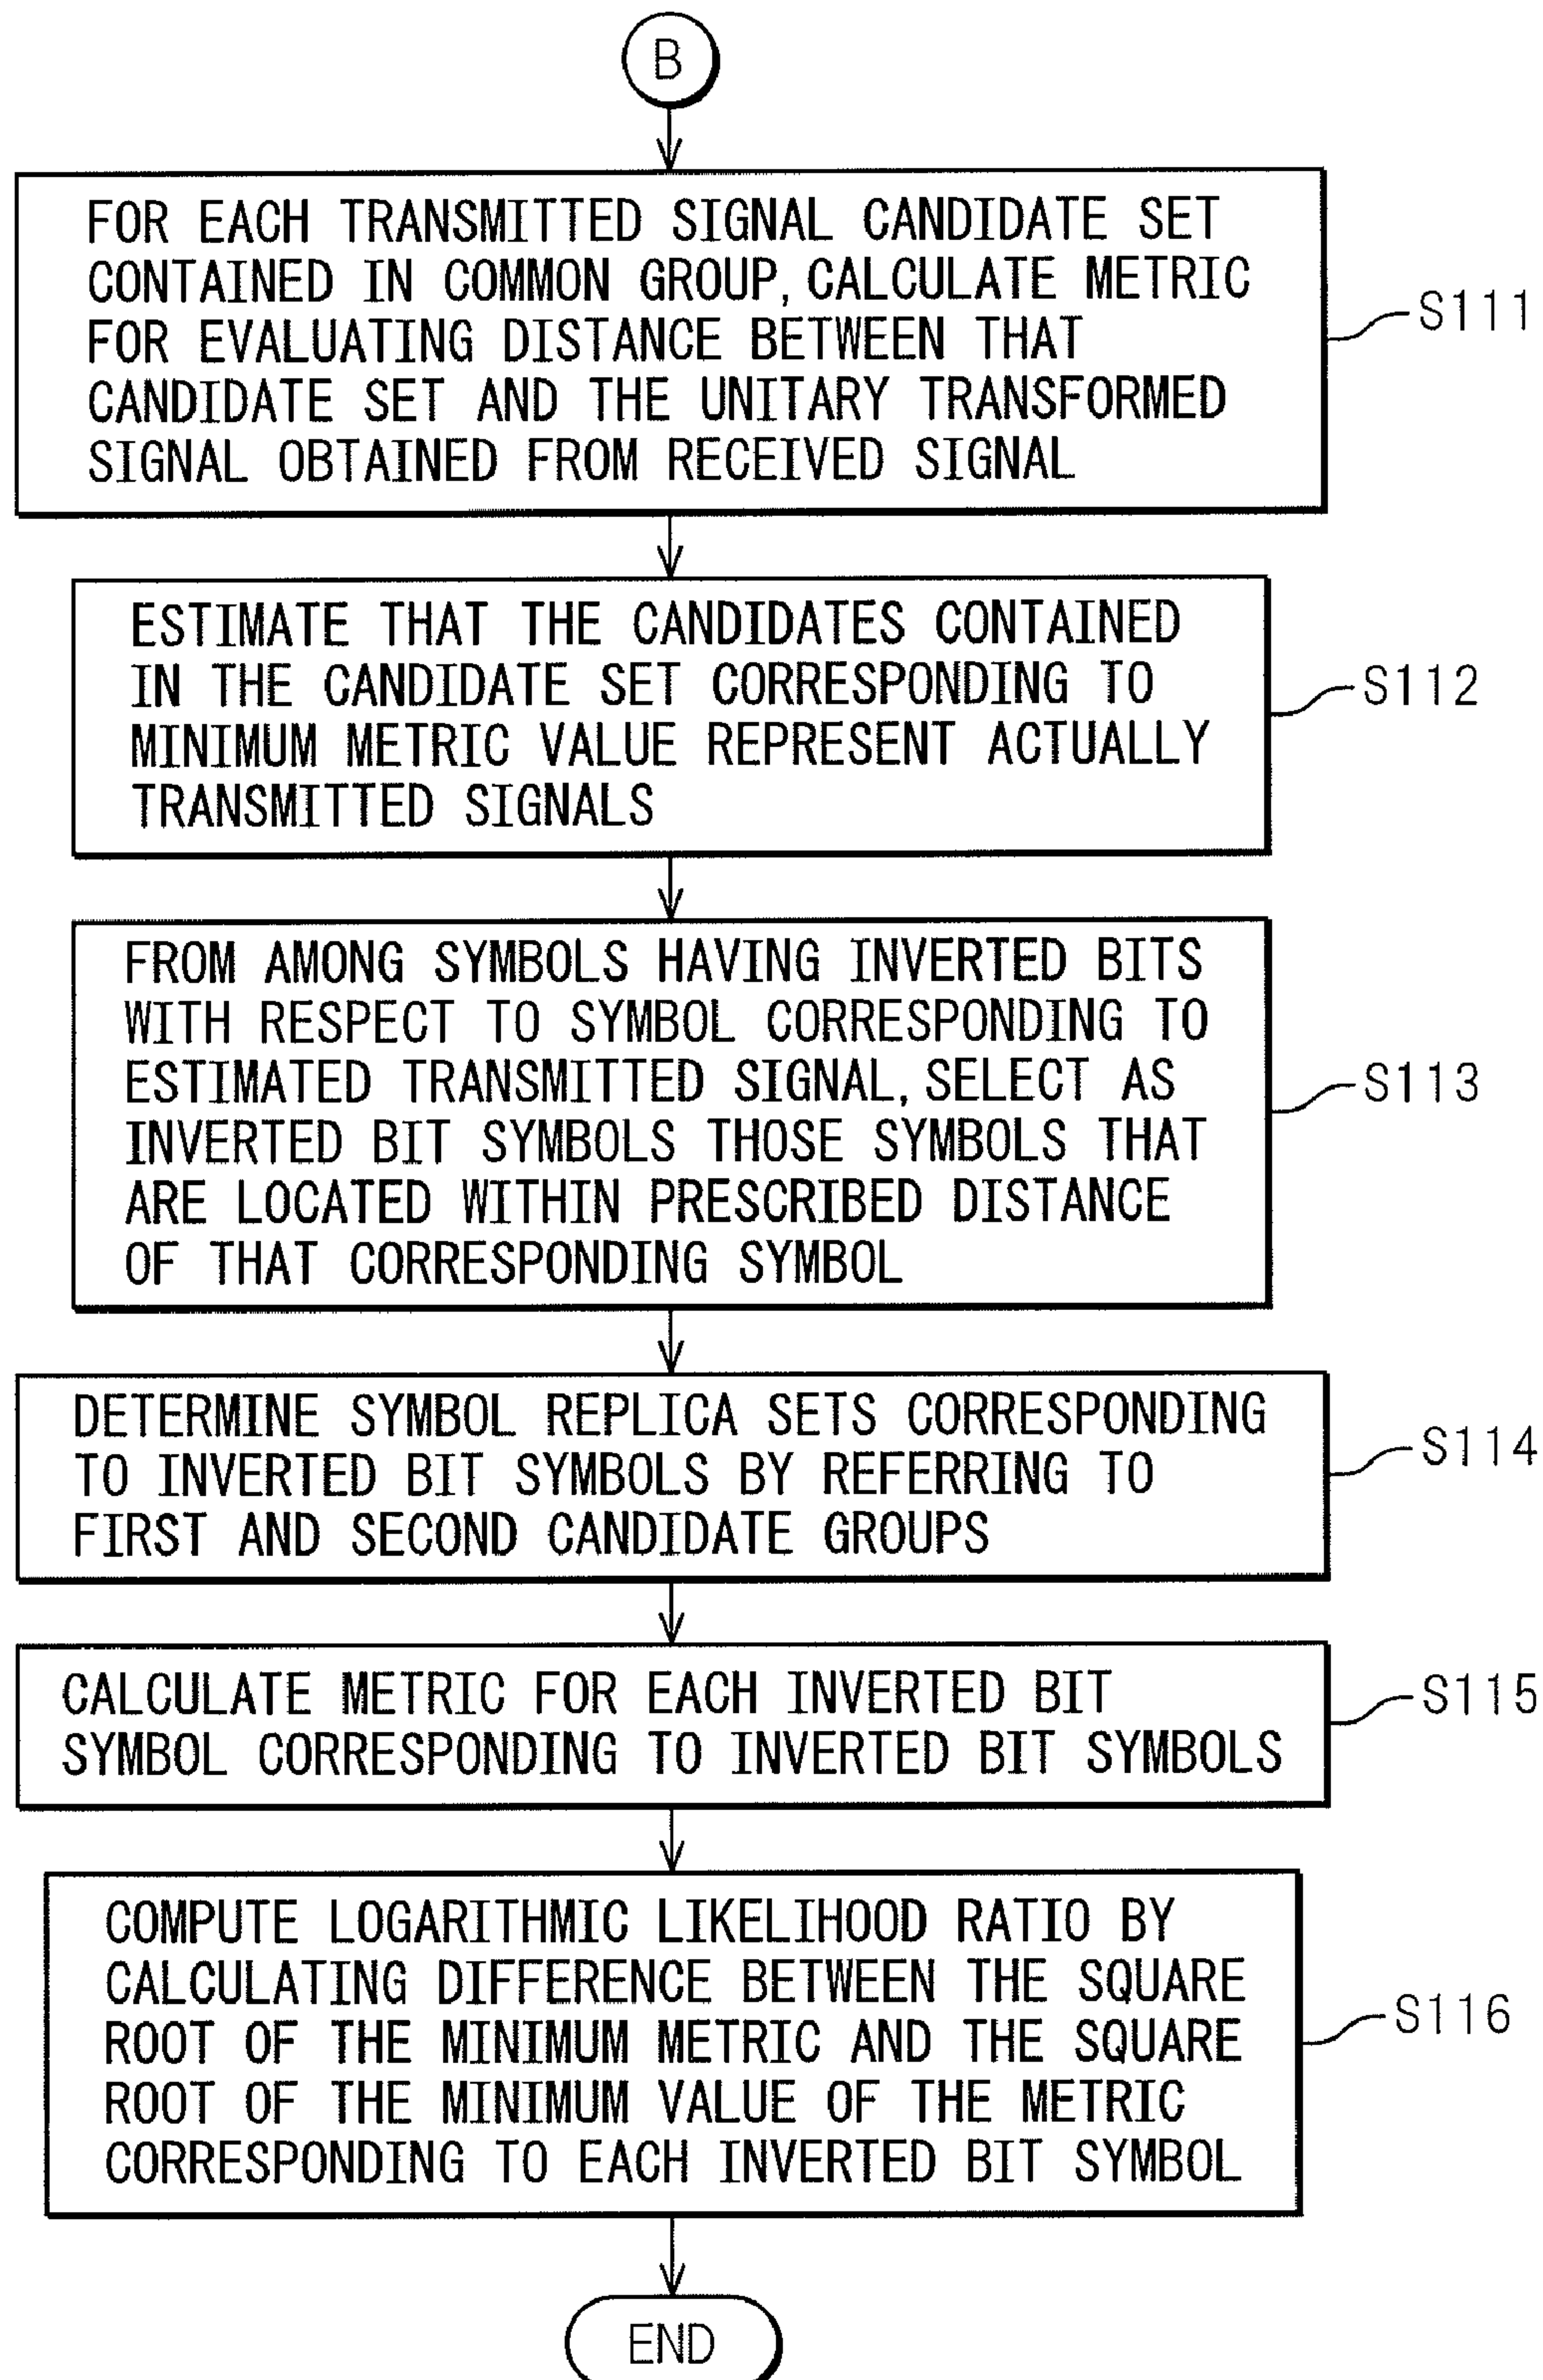 B
FOR EACH TRANSMITTED SIGNAL CANDIDATE SET
CONTAINED IN COMMON GROUP, CALCULATE METRIC
FOR EVALUATING DISTANCE BETWEEN THAT
CANDIDATE SET AND THE UNITARY TRANSFORMED
SIGNAL OBTAINED FROM RECEIVED SIGNAL
S111
ESTIMATE THAT THE CANDIDATES CONTAINED
IN THE CANDIDATE SET CORRESPONDING TO
MINIMUM METRIC VALUE REPRESENT ACTUALLY
TRANSMITTED SIGNALS
S112
FROM AMONG SYMBOLS HAVING INVERTED BITS
WITH RESPECT TO SYMBOL CORRESPONDING TO
ESTIMATED TRANSMITTED SIGNAL, SELECT AS
INVERTED BIT SYMBOLS THOSE SYMBOLS THAT
ARE LOCATED WITHIN PRESCRIBED DISTANCE
OF THAT CORRESPONDING SYMBOL
S113
DETERMINE SYMBOL REPLICA SETS CORRESPONDING
TO INVERTED BIT SYMBOLS BY REFERRING TO
FIRST AND SECOND CANDIDATE GROUPS
S114
CALCULATE METRIC FOR EACH INVERTED BIT
SYMBOL CORRESPONDING TO INVERTED BIT SYMBOLS
S115
COMPUTE LOGARITHMIC LIKELIHOOD RATIO BY
CALCULATING DIFFERENCE BETWEEN THE SQUARE
ROOT OF THE MINIMUM METRIC AND THE SQUARE
ROOT OF THE MINIMUM VALUE OF THE METRIC
CORRESPONDING TO EACH INVERTED BIT SYMBOL
S116
END